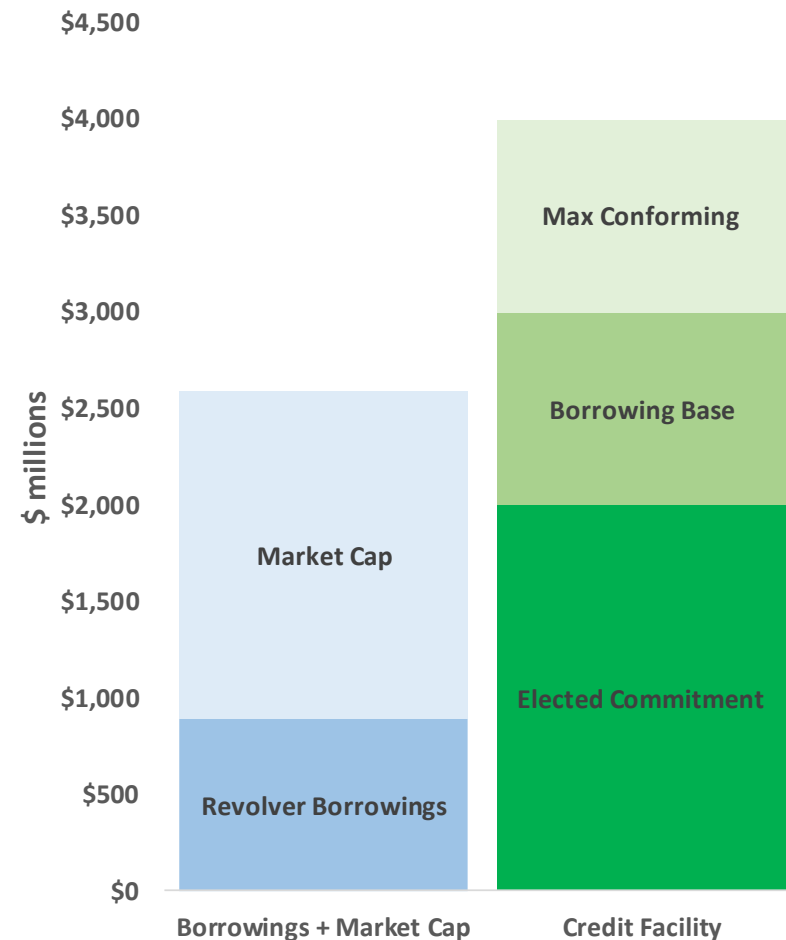 $4,500
$4,000
$3,500
$3,000
$2,500
$2,000
$1,500
$1,000
$500
$0
$ millions
Market Cap
Revolver Borrowings
Max Conforming
Borrowing Base
Elected Commitment
Borrowings + Market Cap
Credit Facility